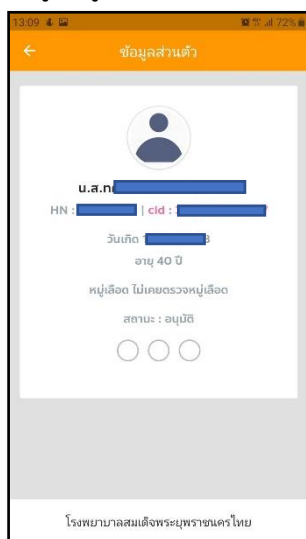 13:09 72%
ข้อมูลส่วนตัว
น.ส.
HN : | cid :
วันเกิด
อายุ 40 ปี
หมู่เลือด ไม่เคยตรวจหมู่เลือด
สถานะ : อนุมัติ
โรงพยาบาลสมเด็จพระยุพราชนครไทย